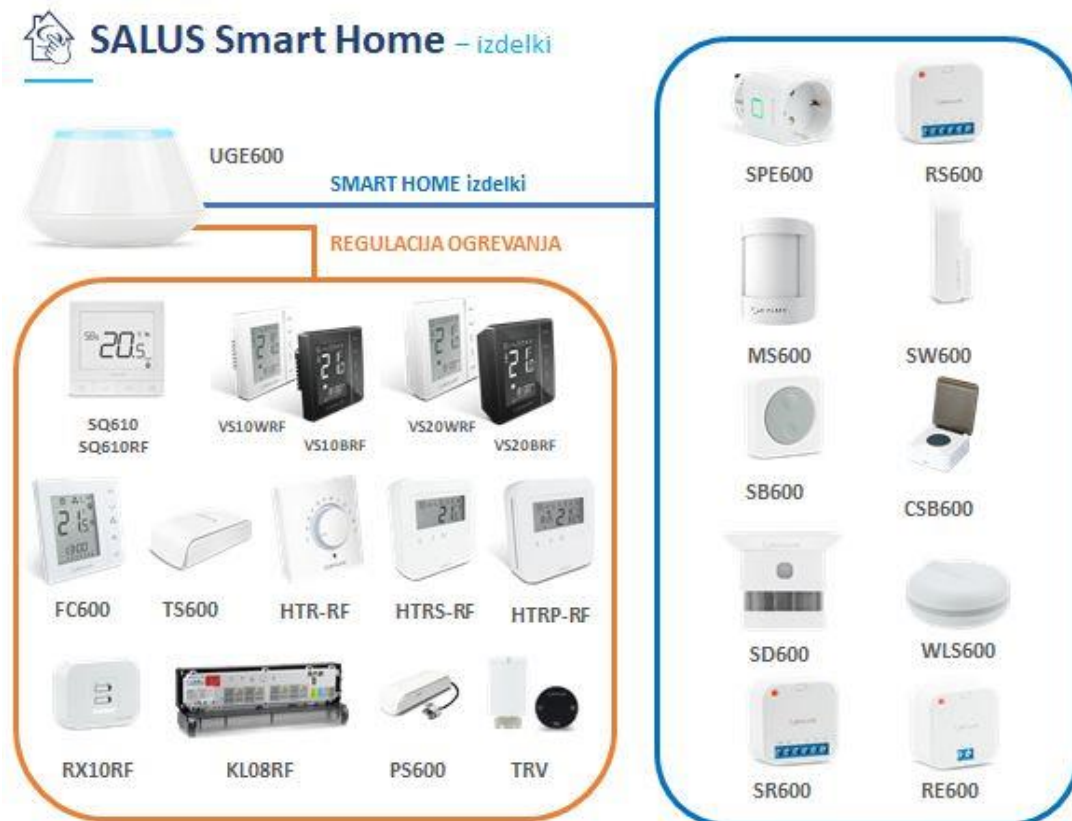 SALUS Smart Home – izdelki
UGE600
SMART HOME izdelki
REGULACIJA OGREVANJA
SQ610
SQ610RF
VS10WRF
VS10BRF
VS20WRF
VS20BRF
FC600
TS600
HTR-RF
HTRS-RF
HTRP-RF
RX10RF
KL08RF
PS600
TRV
SPE600
RS600
MS600
SW600
SB600
CSB600
SD600
WLS600
SR600
RE600